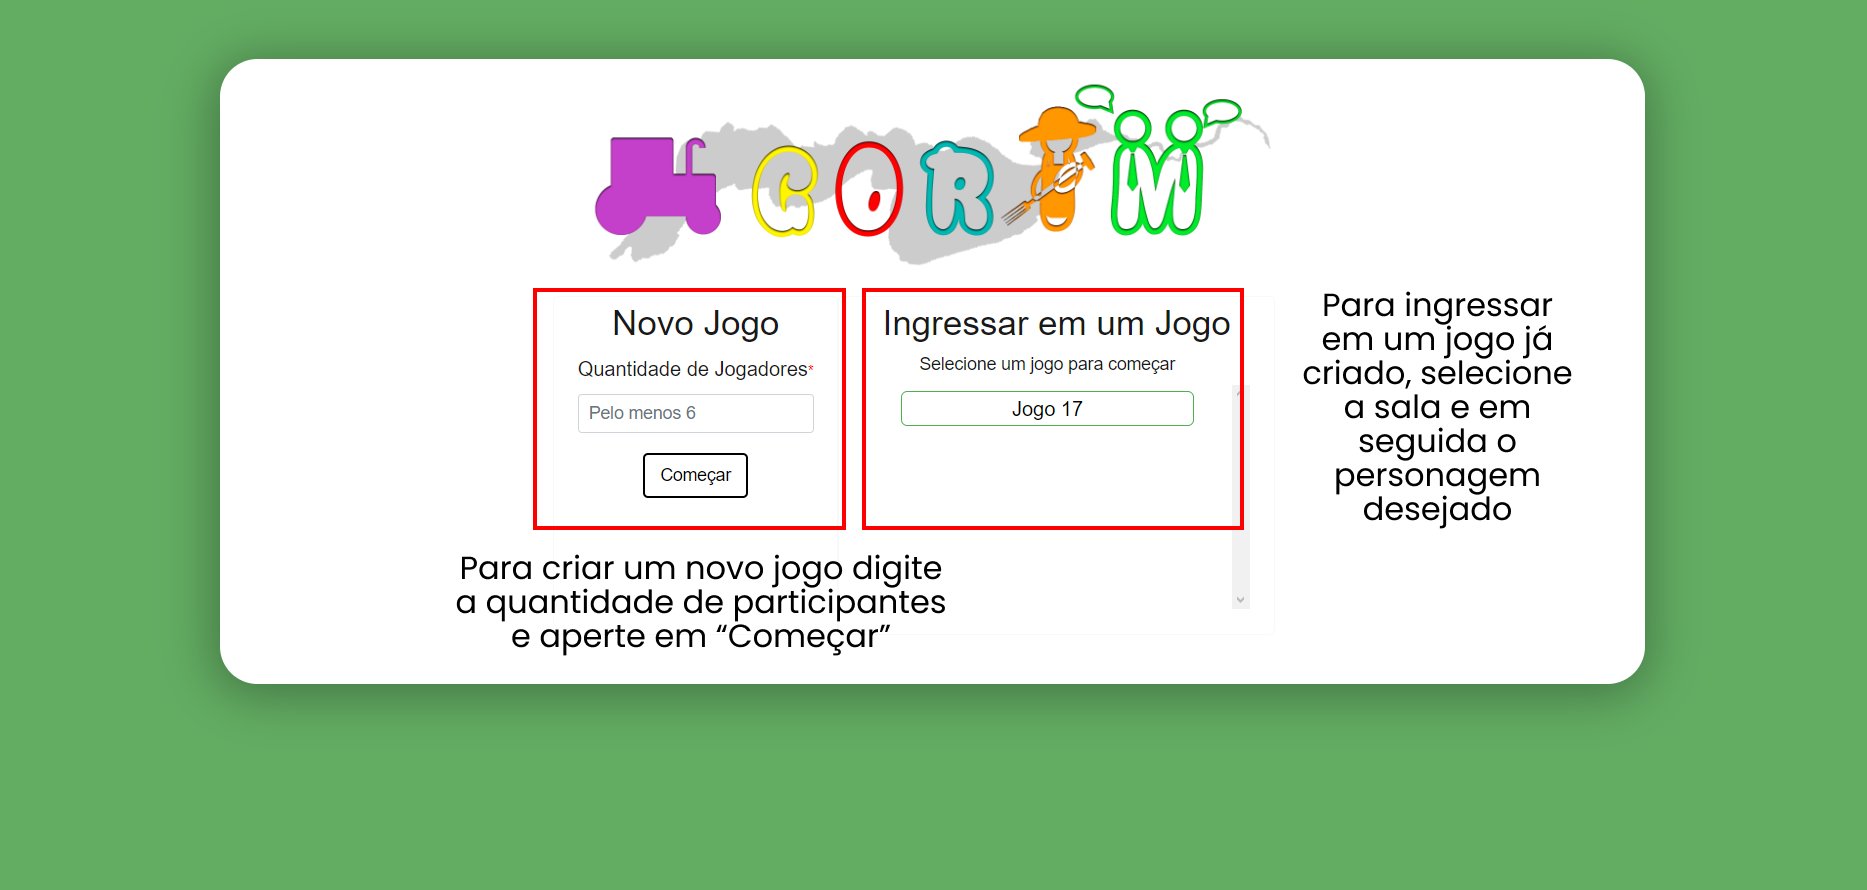 GORIM
Novo Jogo
Quantidade de Jogadores*
Pelo menos 6
Começar
Ingressar em um Jogo
Selecione um jogo para começar
Jogo 17
Para ingressar
em um jogo já
criado, selecione
a sala e em
seguida o
personagem
desejado
Para criar um novo jogo digite
a quantidade de participantes
e aperte em “Começar”